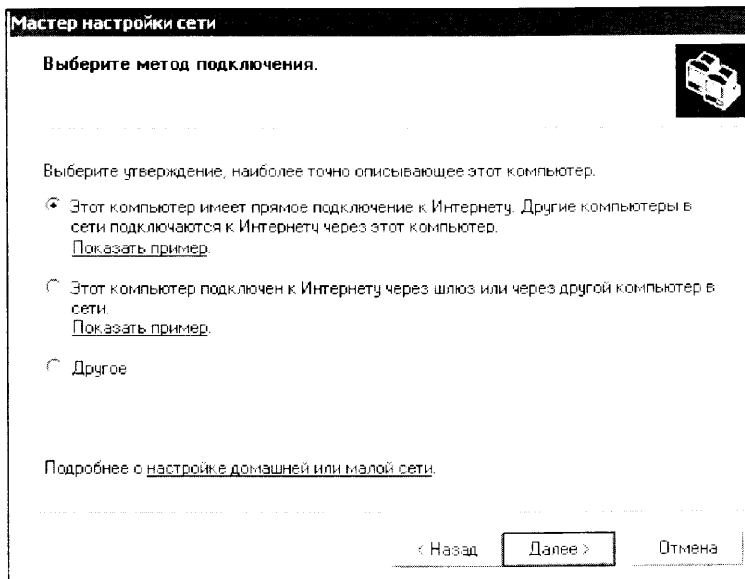 Мастер настройки сети
Выберите метод подключения.
Выберите утверждение, наиболее точно описывающее этот компьютер.
Этот компьютер имеет прямое подключение к Интернету. Другие компьютеры в
сети подключаются к Интернету через этот компьютер.
Показать пример.
Этот компьютер подключен к Интернету через шлюз или через другой компьютер в
сети.
Показать пример.
Другое
Подробнее о настройке домашней или малой сети.
< Назад Далее > Отмена